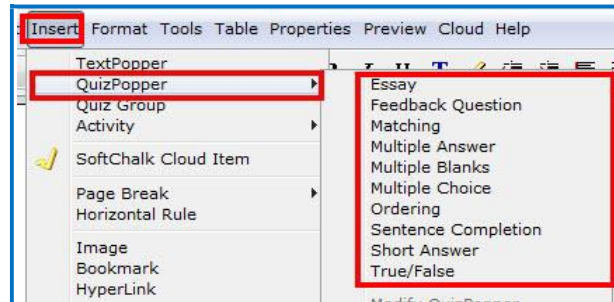 Insert Format Tools Table Properties Preview Cloud Help
TextPopper
QuizPopper
Quiz Group
Activity
SoftChalk Cloud Item
Page Break
Horizontal Rule
Image
Bookmark
HyperLink
Essay
Feedback Question
Matching
Multiple Answer
Multiple Blanks
Multiple Choice
Ordering
Sentence Completion
Short Answer
True/False